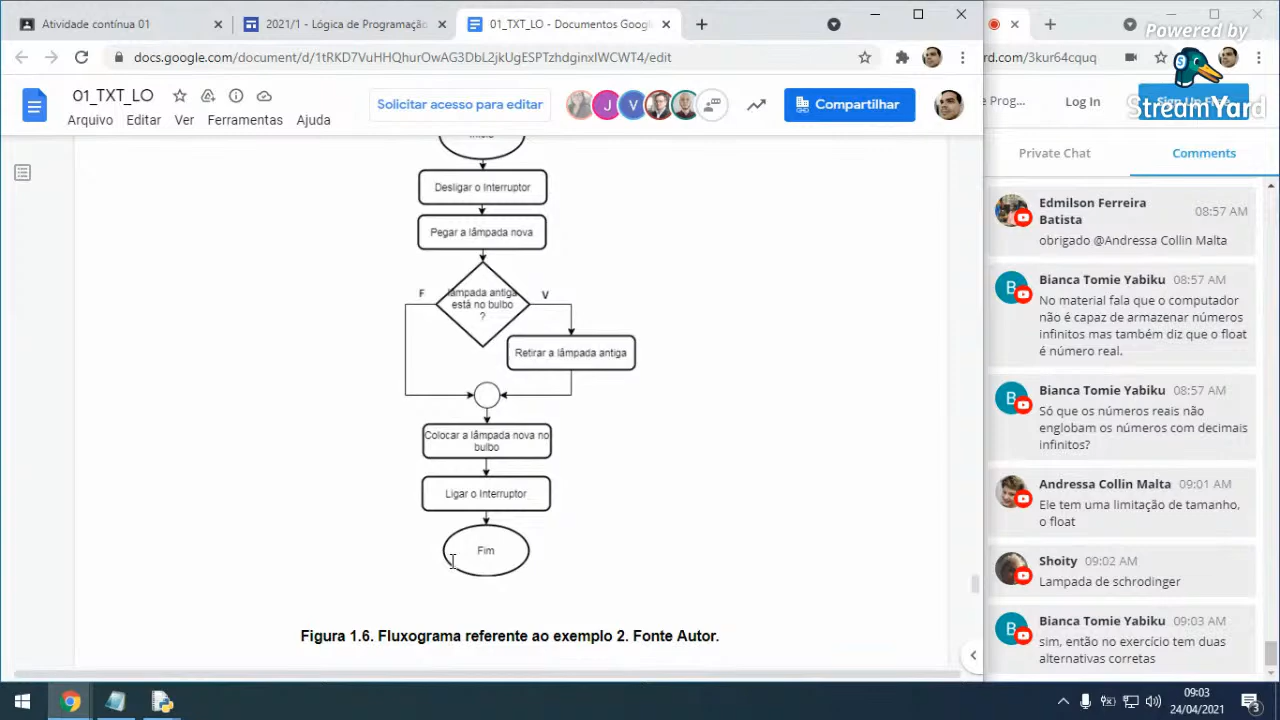 Atividade contínua 01
2021/1 - Lógica de Programação
01_TXT_LO - Documentos Goog
docs.google.com/document/d/1tRKD7VuHHQhurOwAG3DbL2jkUgESPTzhdginxIWCWT4/edit
rd.com/3kur64cquq
Powered by
StreamYard
01_TXT_LO
Arquivo Editar Ver Ferramentas Ajuda
Solicitar acesso para editar
J V
Compartilhar
Prog... Log In
Private Chat Comments
Desligar o Interruptor
Pegar a lâmpada nova
F
lâmpada antiga
está no bulbo
?
V
Retirar a lâmpada antiga
Colocar a lâmpada nova no
bulbo
Ligar o Interruptor
Fim
Figura 1.6. Fluxograma referente ao exemplo 2. Fonte Autor.
Edmilson Ferreira
Batista 08:57 AM
obrigado @Andressa Collin Malta
B
Bianca Tomie Yabiku 08:57 AM
No material fala que o computador
não é capaz de armazenar números
infinitos mas também diz que o float
é número real.
B
Bianca Tomie Yabiku 08:57 AM
Só que os números reais não
englobam os números com decimais
infinitos?
Andressa Collin Malta 09:01 AM
Ele tem uma limitação de tamanho,
o float
Shoity 09:02 AM
Lampada de schrodinger
B
Bianca Tomie Yabiku 09:03 AM
sim, então no exercício tem duas
alternativas corretas
09:03
24/04/2021
3